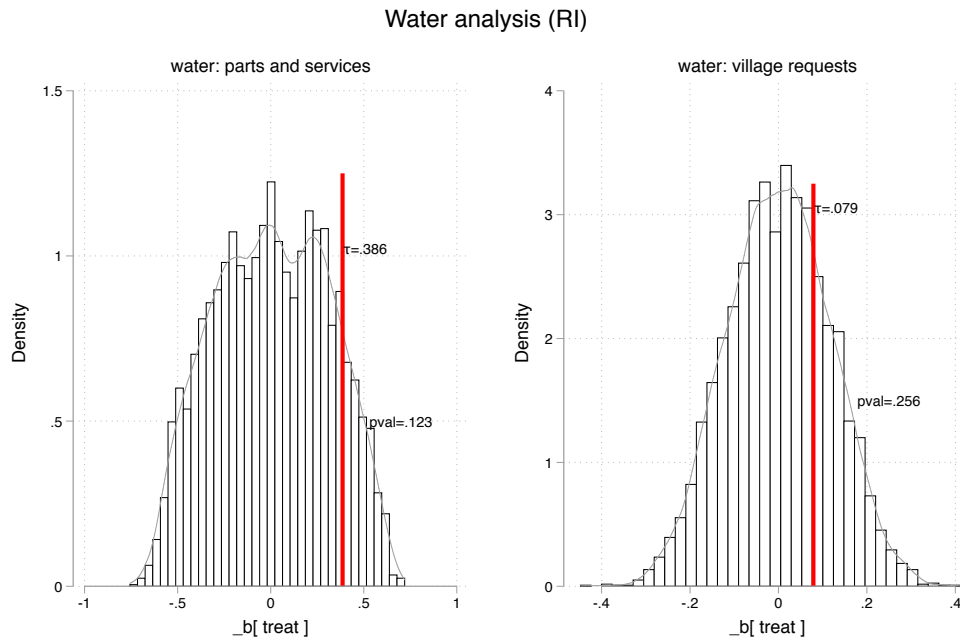 Water analysis (RI)
water: parts and services
1.5
1
.5
0
Density
τ=.386
pval=.123
-1 -.5 0 .5 1
_b[ treat ]
water: village requests
4
3
2
1
0
Density
τ=.079
pval=.256
-.4 -.2 0 .2 .4
_b[ treat ]